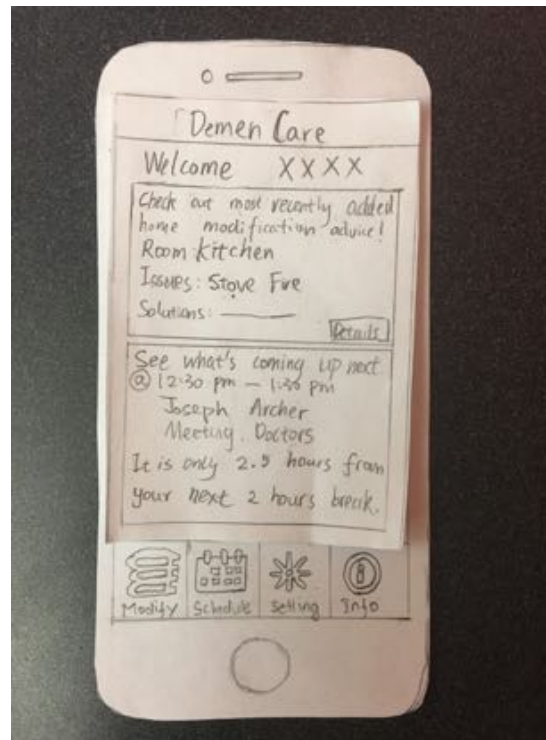 Demen Care
Welcome XXXX
Check out most recently added
home modification advice!
Room: Kitchen
Issues: Stove Fire
Solutions:
Details
See what's coming up next
@ 12:30 pm — 1:30 pm
Joseph Archer
Meeting. Doctors
It is only 2.5 hours from
your next 2 hours break.
Modify Schedule Setting Info